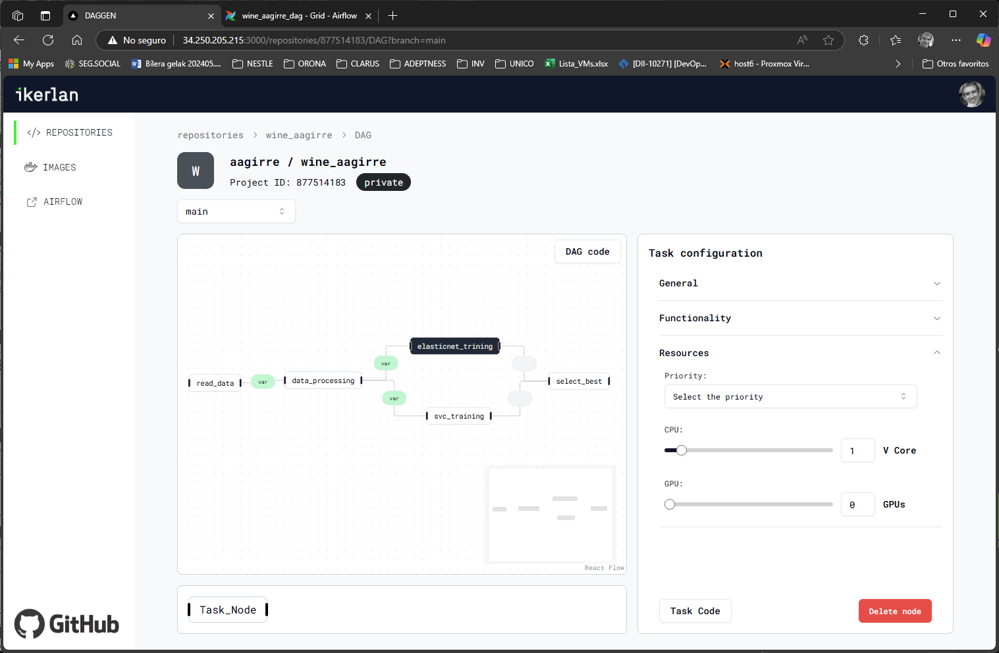 DAGGEN
wine_aagirre_dag - Grid - Airflow
No seguro
34.250.205.215:3000/repositories/877514183/DAG?branch=main
My Apps
SEG.SOCIAL
Bilera gelak 202405....
NESTLE
ORONA
CLARUS
ADEPTNESS
INV
UNICO
Lista_VMs.xlsx
[DII-10271] [DevOp...
host6 - Proxmox Vir...
Otros favoritos
ikerlan
</> REPOSITORIES
IMAGES
AIRFLOW
repositories > wine_aagirre > DAG
W
aagirre / wine_aagirre
Project ID: 877514183
private
main
DAG code
elasticnet_trining
var
read_data
var
data_processing
select_best
var
svc_training
React Flow
Task_Node
Task configuration
General
Functionality
Resources
Priority:
Select the priority
CPU:
1
V Core
GPU:
0
GPUs
Task Code
Delete node
GitHub